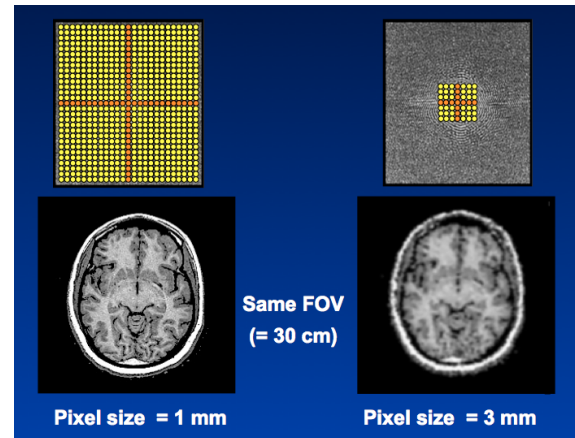 Same FOV
(= 30 cm)
Pixel size = 1 mm
Pixel size = 3 mm